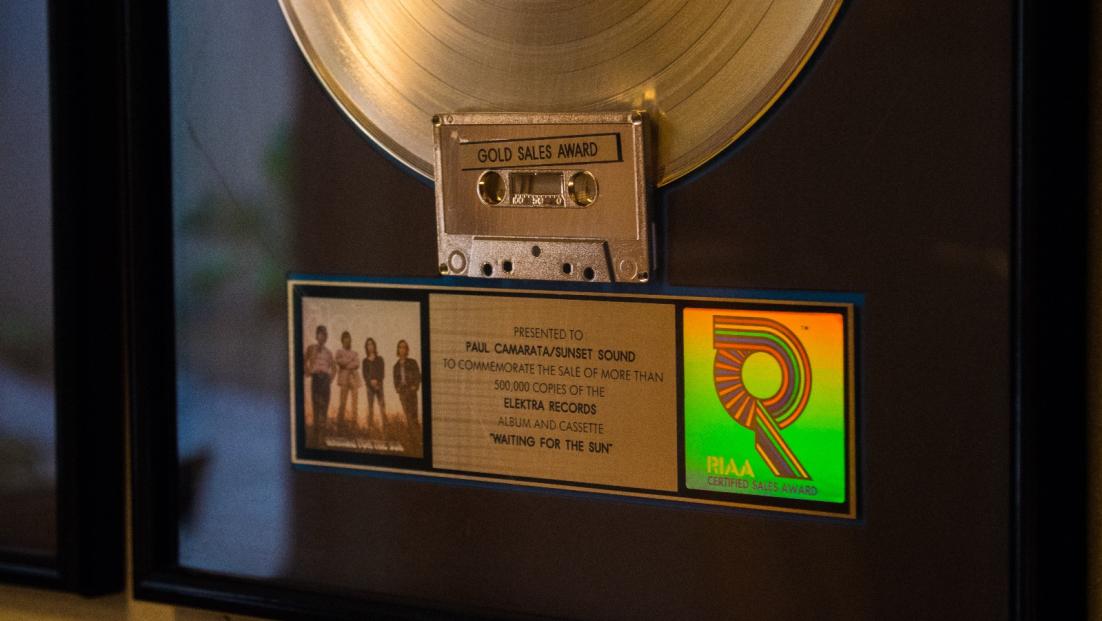 GOLD SALES AWARD
PRESENTED TO
PAUL CAMARATA/SUNSET SOUND
TO COMMEMORATE THE SALE OF MORE THAN
500,000 COPIES OF THE
ELEKTRA RECORDS
ALBUM AND CASSETTE
"WAITING FOR THE SUN"
TM
RIAA
CERTIFIED SALES AWARD